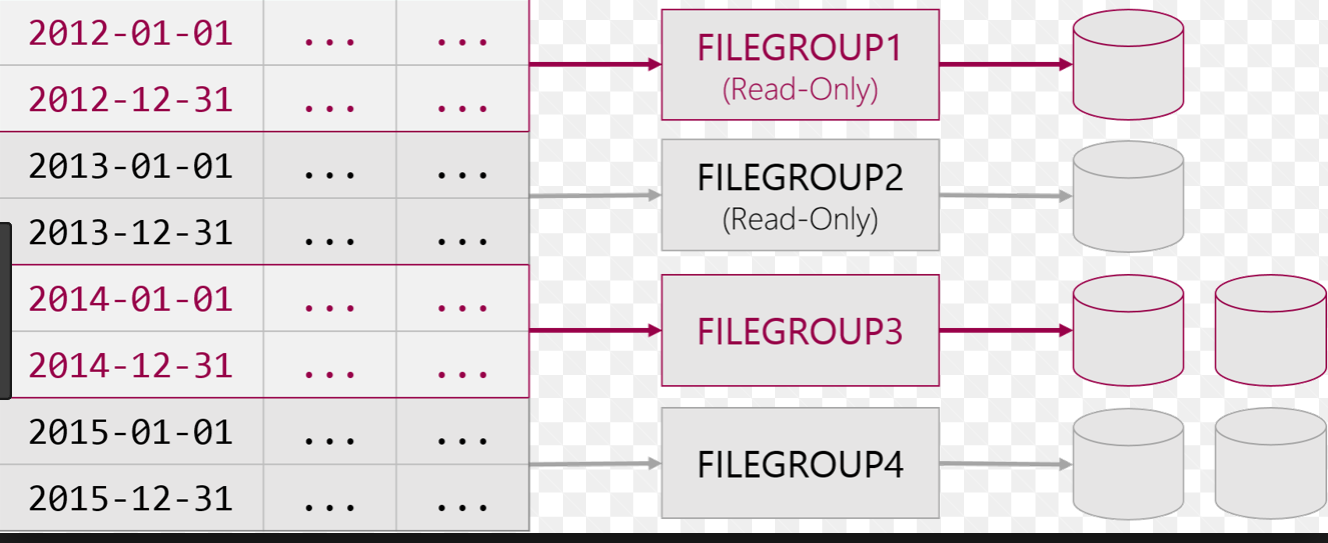 2012-01-01 ... ...
2012-12-31 ... ...
2013-01-01 ... ...
2013-12-31 ... ...
2014-01-01 ... ...
2014-12-31 ... ...
2015-01-01 ... ...
2015-12-31 ... ...
FILEGROUP1
(Read-Only)
FILEGROUP2
(Read-Only)
FILEGROUP3
FILEGROUP4